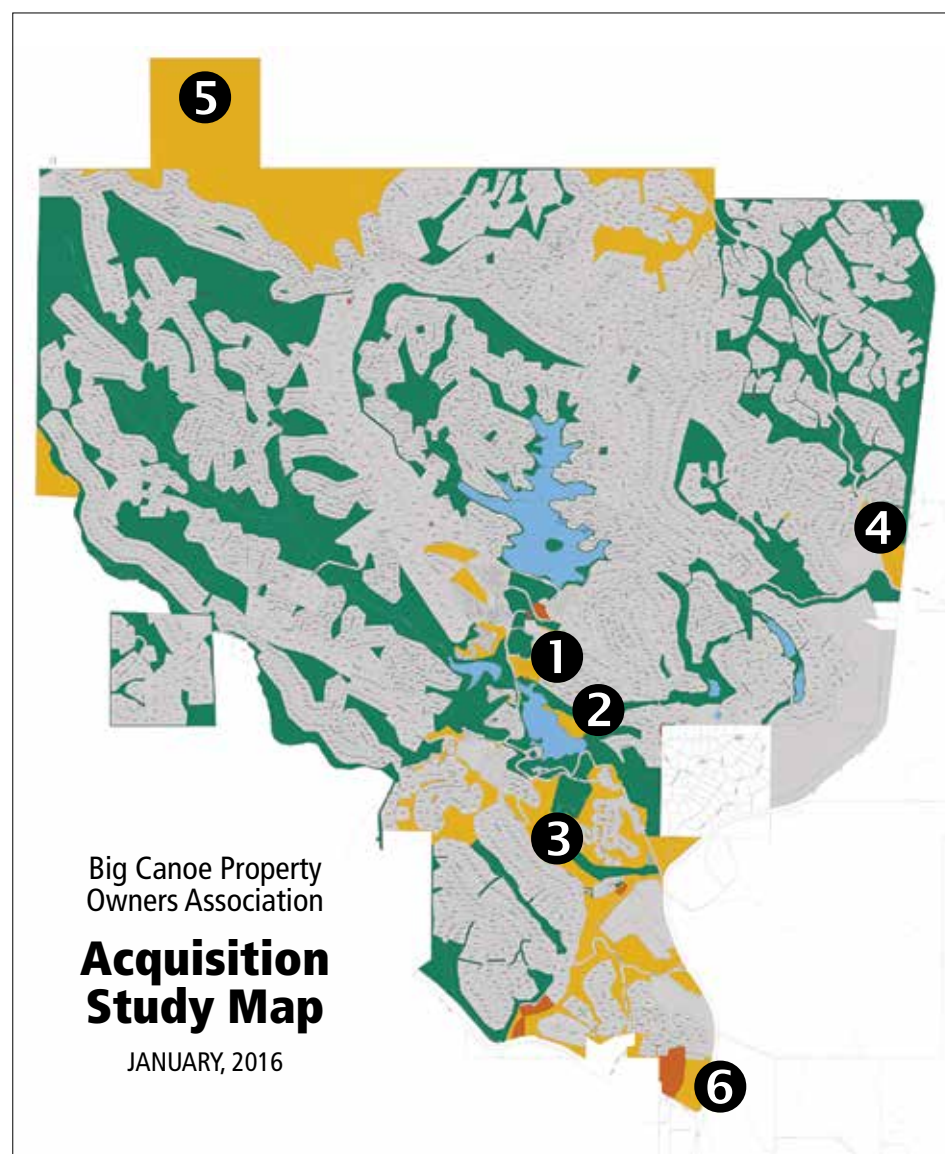 5
4
1
2
3
Big Canoe Property
Owners Association
Acquisition
Study Map
JANUARY, 2016
6